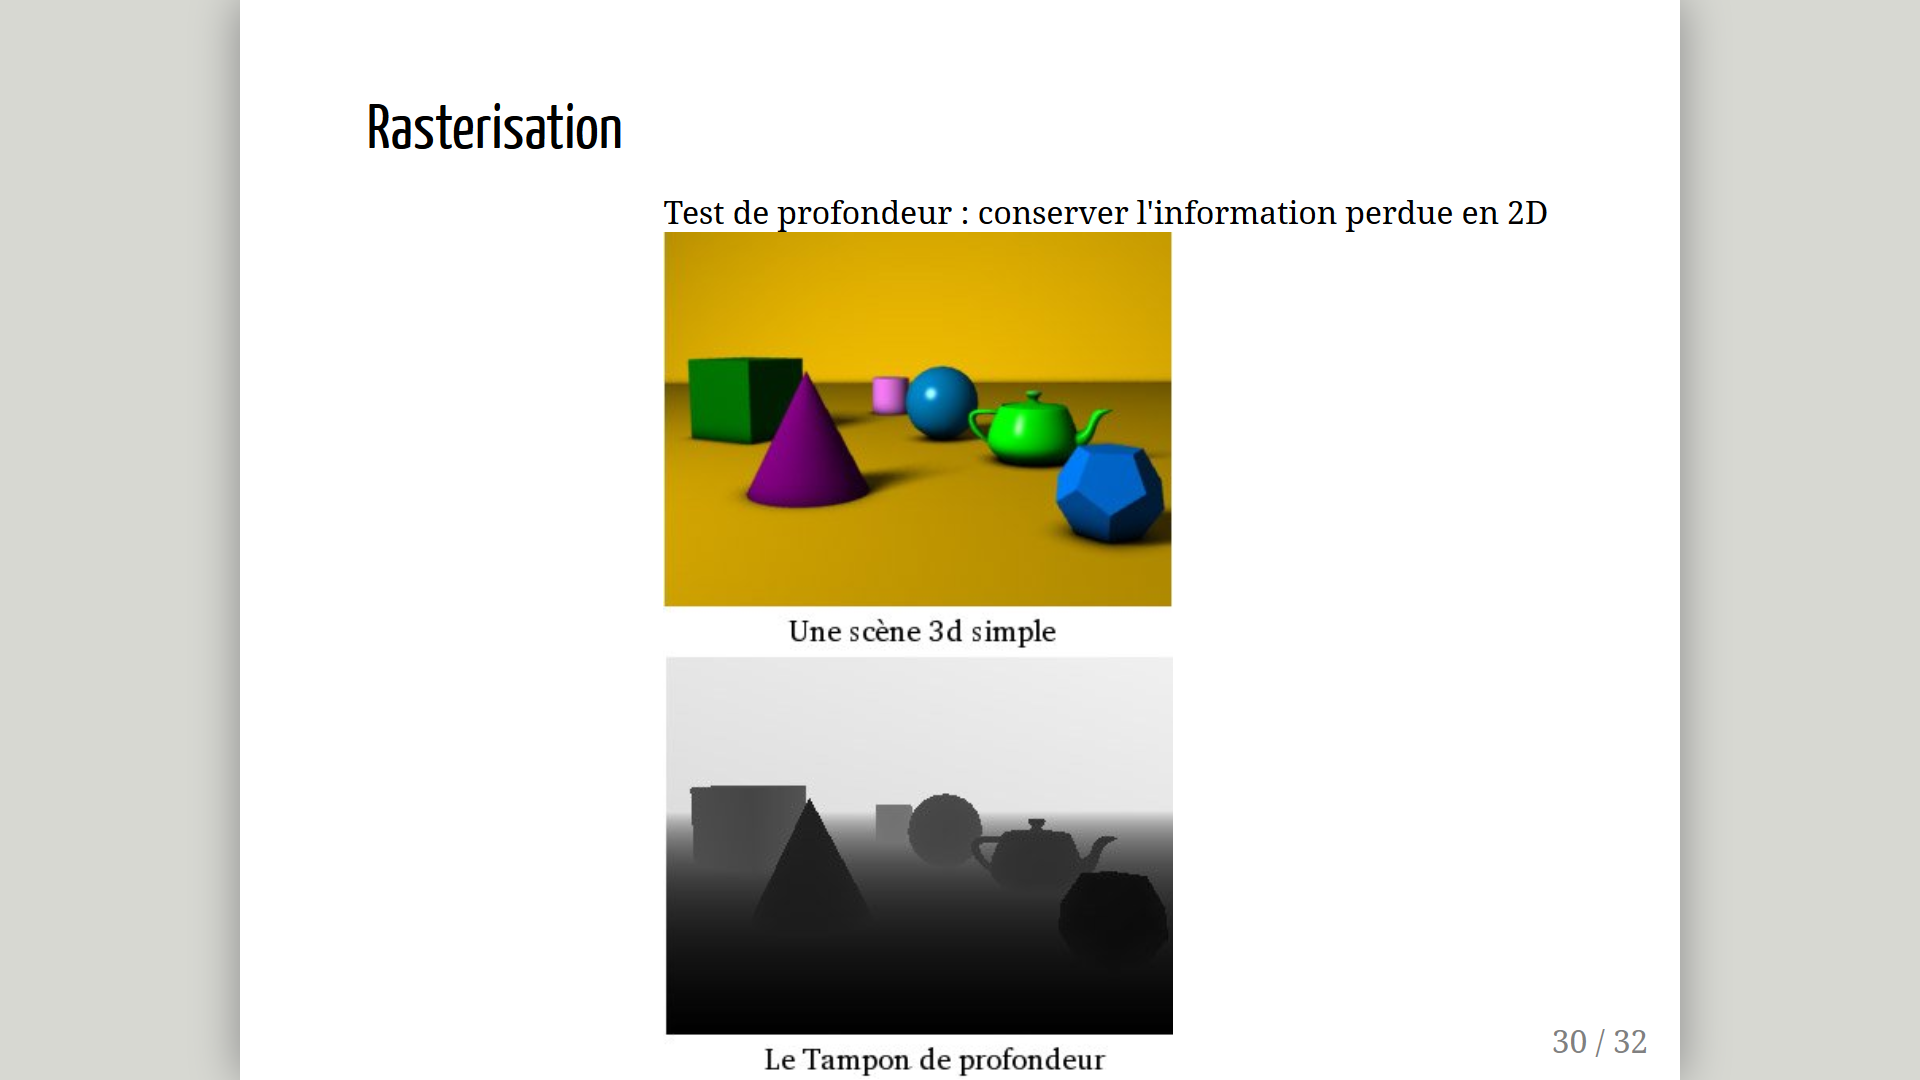 Rasterisation
Test de profondeur : conserver l'information perdue en 2D
Une scène 3d simple
Le Tampon de profondeur
30 / 32